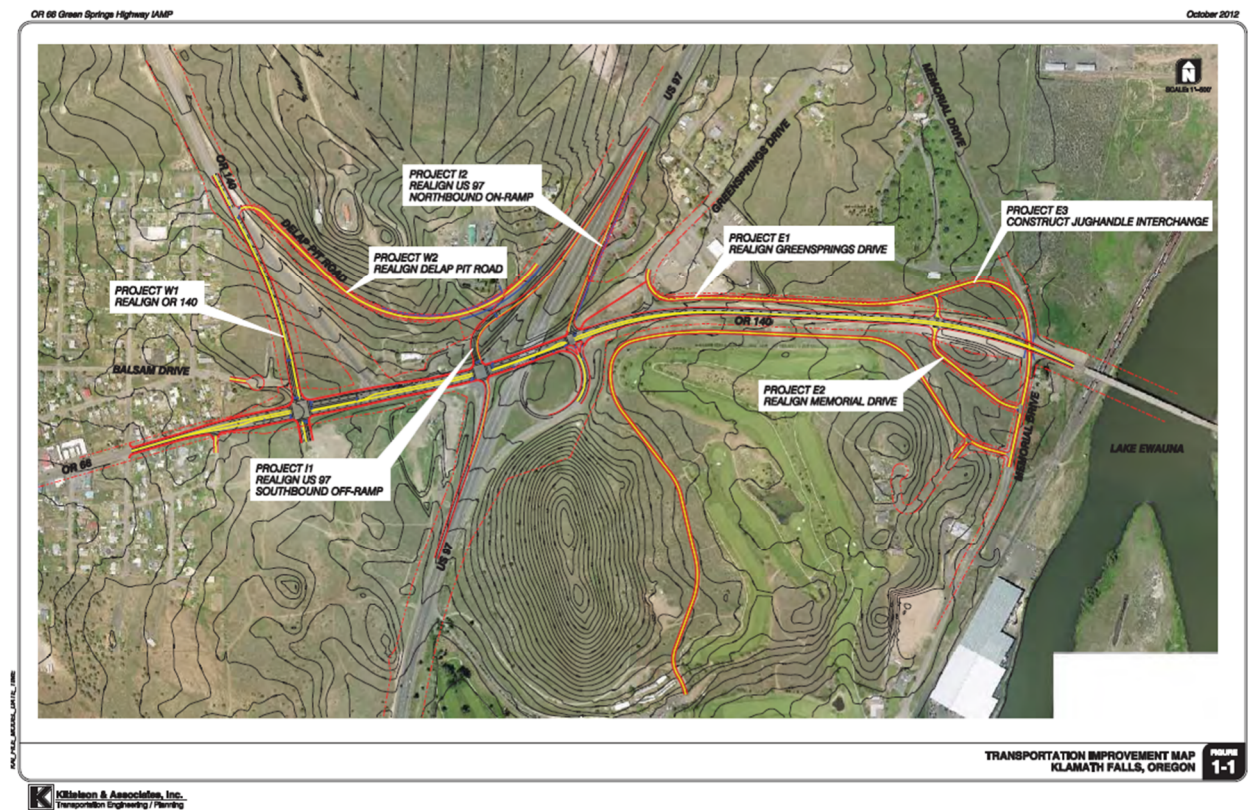 OR 66 Green Springs Highway IAMP
October 2012
N
US 97
MEMORIAL DRIVE
GREENSPRINGS DRIVE
OR 140
PROJECT I2
REALIGN US 97
NORTHBOUND ON-RAMP
PROJECT E3
CONSTRUCT JUGHANDLE INTERCHANGE
DELAP PIT ROAD
PROJECT E1
REALIGN GREENSPRINGS DRIVE
PROJECT W2
REALIGN DELAP PIT ROAD
PROJECT W1
REALIGN OR 140
OR 140
BALSAM DRIVE
PROJECT E2
REALIGN MEMORIAL DRIVE
MEMORIAL DRIVE
LAKE EWAUNA
OR 66
PROJECT I1
REALIGN US 97
SOUTHBOUND OFF-RAMP
US 97
TRANSPORTATION IMPROVEMENT MAP
KLAMATH FALLS, OREGON
FIGURE
1-1
K
Kittelson & Associates, Inc.
Transportation Engineering / Planning